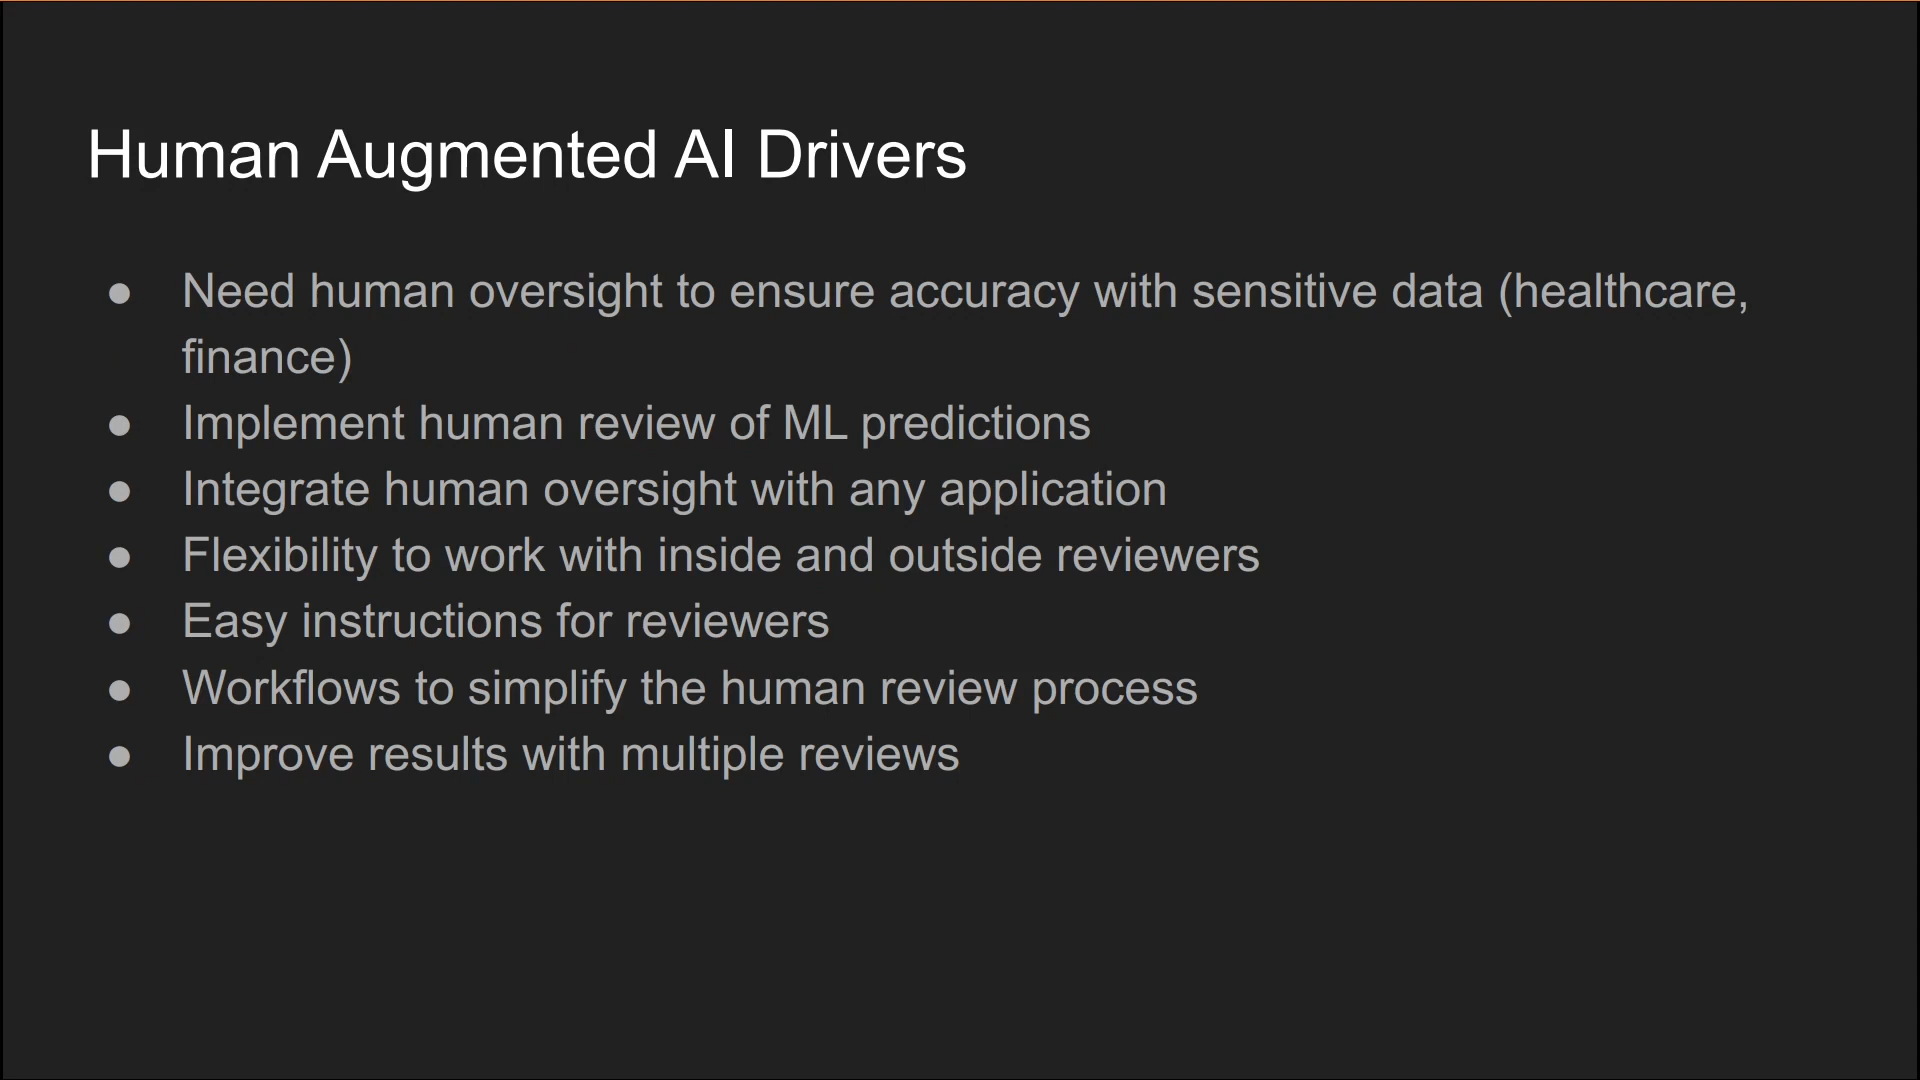 Human Augmented AI Drivers
● Need human oversight to ensure accuracy with sensitive data (healthcare,
finance)
● Implement human review of ML predictions
● Integrate human oversight with any application
● Flexibility to work with inside and outside reviewers
● Easy instructions for reviewers
● Workflows to simplify the human review process
● Improve results with multiple reviews